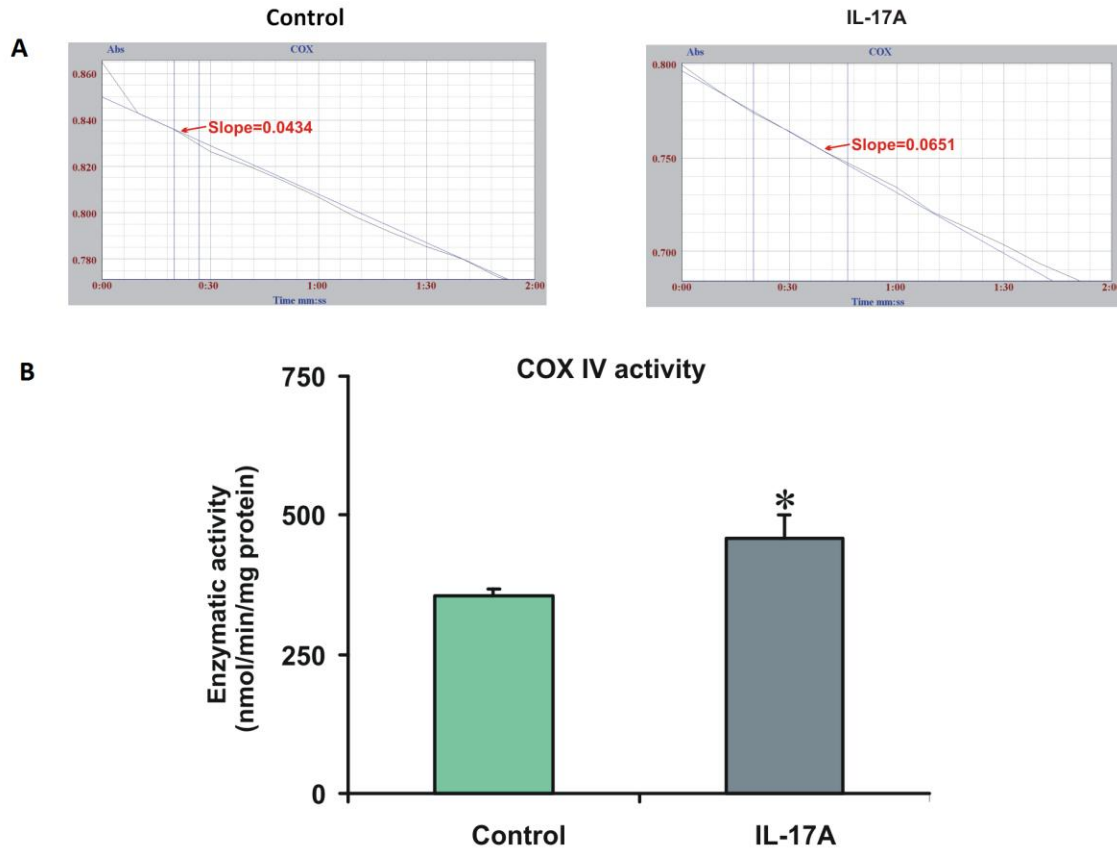 Control
IL-17A
A
Abs COX
0.860
0.840
0.820
0.800
0.780
Slope=0.0434
0:00 0:30 1:00 1:30 2:00
Time mm:ss
Abs COX
0.800
0.750
0.700
Slope=0.0651
0:00 0:30 1:00 1:30 2:00
Time mm:ss
B
COX IV activity
Enzymatic activity
(nmol/min/mg protein)
750
500
250
0
*
Control IL-17A